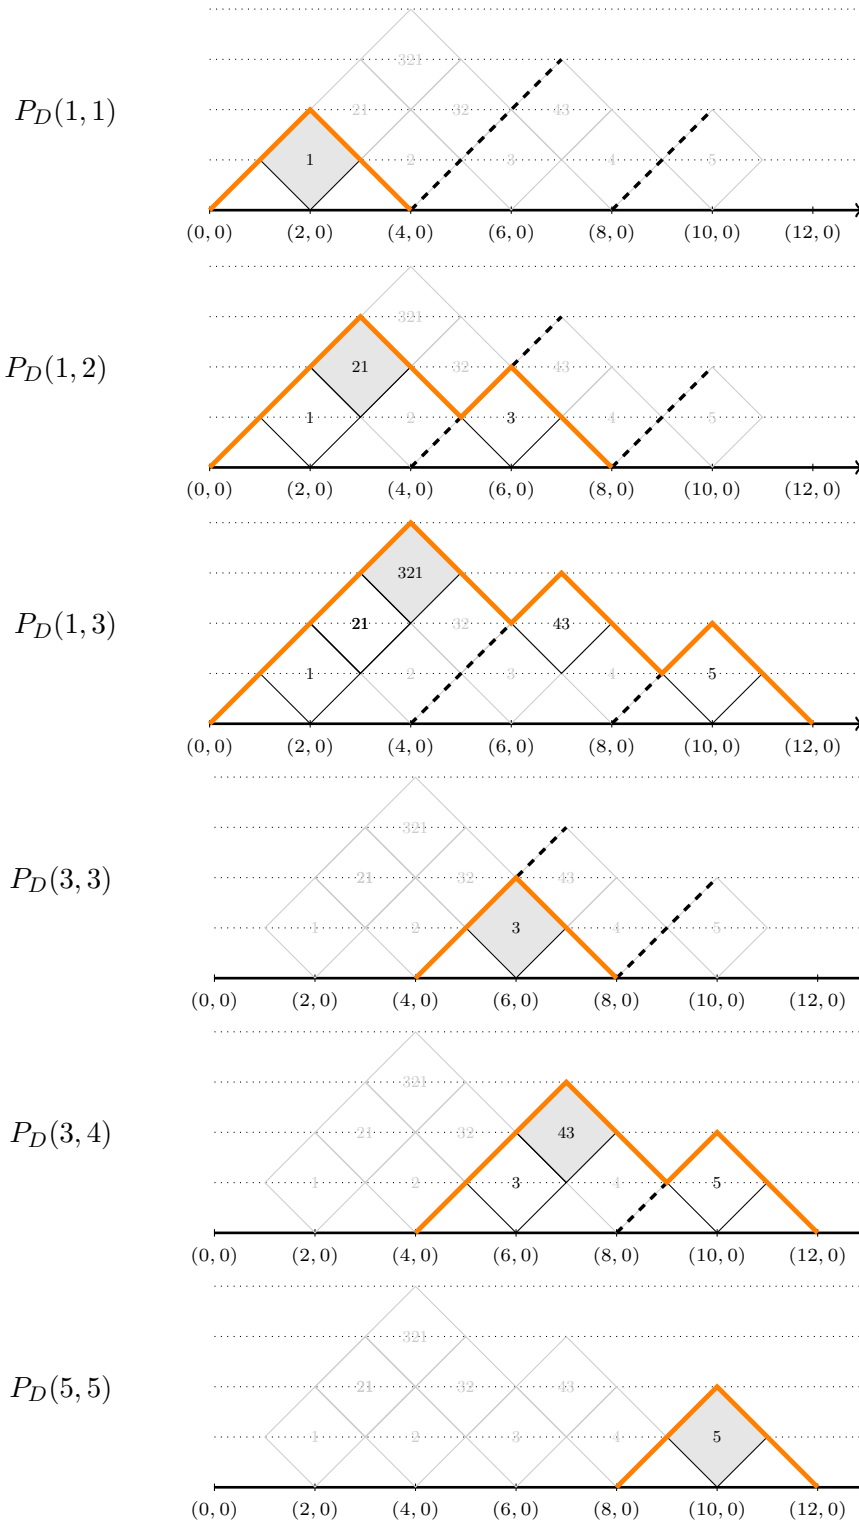 321
P_D(1, 1) 21 32 43
1 2 3 4 5
(0, 0) (2, 0) (4, 0) (6, 0) (8, 0) (10, 0) (12, 0)
321
P_D(1, 2) 21 32 43
1 2 3 4 5
(0, 0) (2, 0) (4, 0) (6, 0) (8, 0) (10, 0) (12, 0)
321
P_D(1, 3) 21 32 43
1 2 3 4 5
(0, 0) (2, 0) (4, 0) (6, 0) (8, 0) (10, 0) (12, 0)
321
P_D(3, 3) 21 32 43
1 2 3 4 5
(0, 0) (2, 0) (4, 0) (6, 0) (8, 0) (10, 0) (12, 0)
321
P_D(3, 4) 21 32 43
1 2 3 4 5
(0, 0) (2, 0) (4, 0) (6, 0) (8, 0) (10, 0) (12, 0)
321
P_D(5, 5) 21 32 43
1 2 3 4 5
(0, 0) (2, 0) (4, 0) (6, 0) (8, 0) (10, 0) (12, 0)